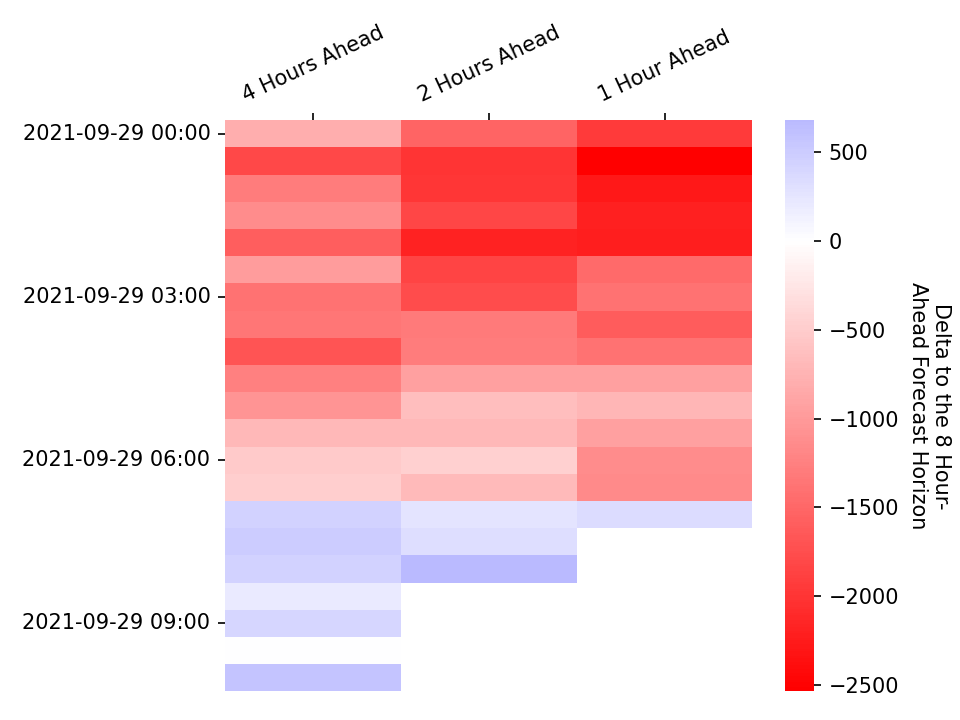 4 Hours Ahead
2 Hours Ahead
1 Hour Ahead
2021-09-29 00:00
2021-09-29 03:00
2021-09-29 06:00
2021-09-29 09:00
500
0
−500
−1000
−1500
−2000
−2500
Delta to the 8 Hour-
Ahead Forecast Horizon